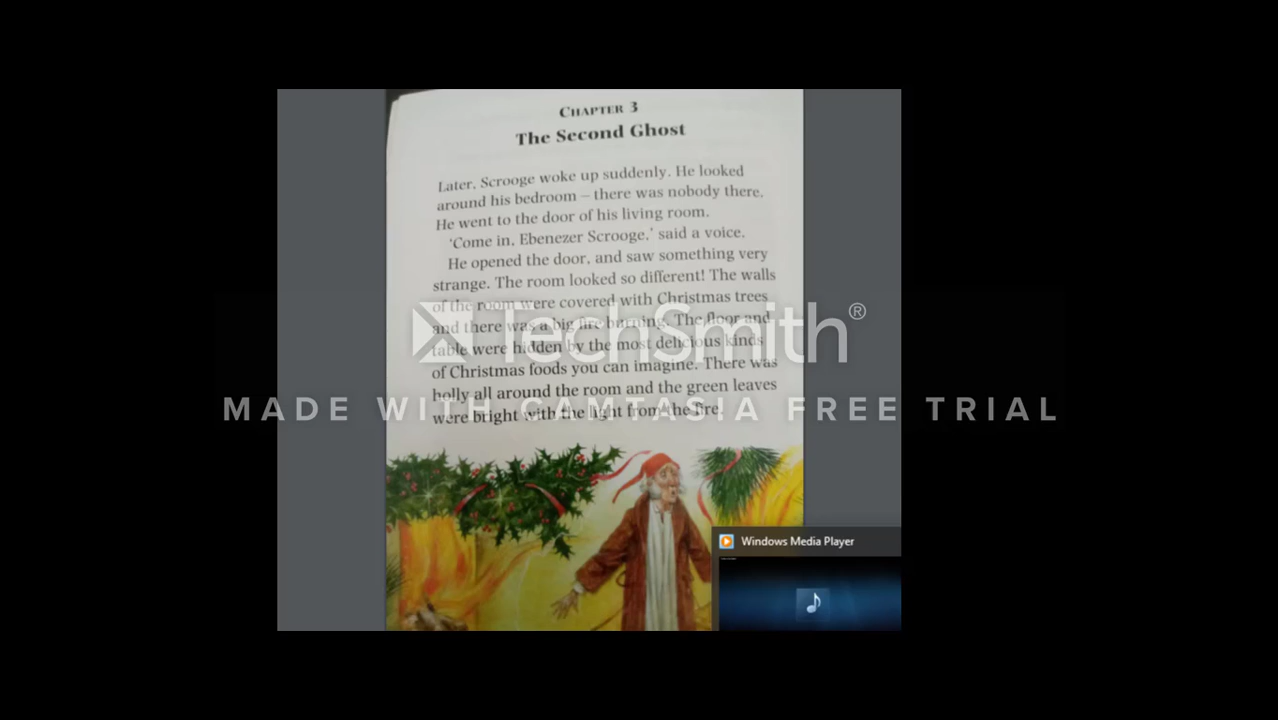 CHAPTER 3
The Second Ghost
Later, Scrooge woke up suddenly. He looked
around his bedroom – there was nobody there.
He went to the door of his living room.
'Come in, Ebenezer Scrooge,' said a voice.
He opened the door, and saw something very
strange. The room looked so different! The walls
of the room were covered with Christmas trees
and there was a big fire burning. The floor and
table were hidden by the most delicious kinds
of Christmas foods you can imagine. There was
holly all around the room and the green leaves
were bright with the light from the fire.
TechSmith®
MADE WITH CAMTASIA FREE TRIAL
Windows Media Player